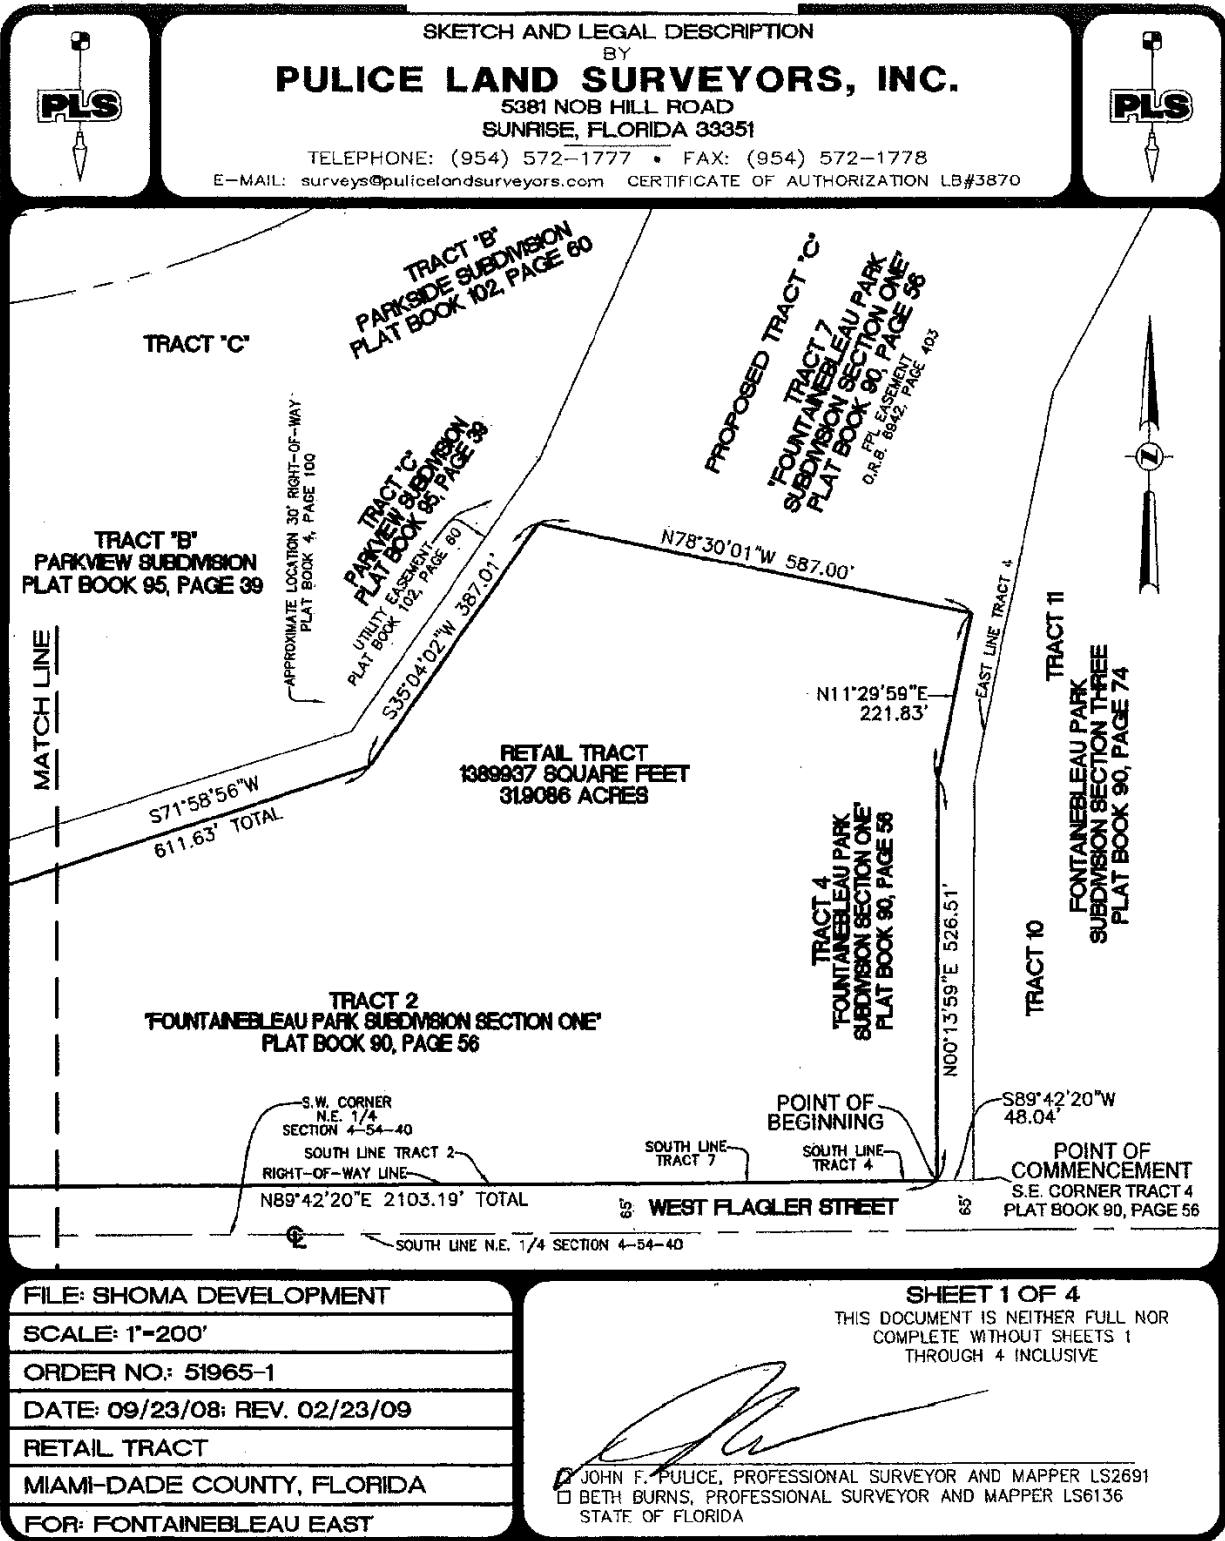 SKETCH AND LEGAL DESCRIPTION
BY
PULICE LAND SURVEYORS, INC.
5381 NOB HILL ROAD
SUNRISE, FLORIDA 33351
TELEPHONE: (954) 572-1777 • FAX: (954) 572-1778
E-MAIL: surveys@pulicelandsurveyors.com CERTIFICATE OF AUTHORIZATION LB#3870
PLS
PLS
TRACT "B"
PARKSIDE SUBDIVISION
PLAT BOOK 102, PAGE 60
TRACT "C"
PROPOSED TRACT "C"
TRACT 7
"FOUNTAINEBLEAU PARK
SUBDIVISION SECTION ONE"
PLAT BOOK 90, PAGE 56
FPL EASEMENT
O.R.B. 6942, PAGE 403
APPROXIMATE LOCATION 30' RIGHT-OF-WAY
PLAT BOOK 4, PAGE 100
TRACT "C"
PARKVIEW SUBDIVISION
PLAT BOOK 95, PAGE 39
UTILITY EASEMENT
PLAT BOOK 102, PAGE 60
TRACT "B"
PARKVIEW SUBDIVISION
PLAT BOOK 95, PAGE 39
MATCH LINE
S35°04'02"W 387.01'
N78°30'01"W 587.00'
Z
EAST LINE TRACT 4
N11°29'59"E
221.83'
TRACT 11
FONTAINEBLEAU PARK
SUBDIVISION SECTION THREE
PLAT BOOK 90, PAGE 74
TRACT 10
RETAIL TRACT
1389937 SQUARE FEET
31.9086 ACRES
S71°58'56"W
611.63' TOTAL
TRACT 4
"FOUNTAINEBLEAU PARK
SUBDIVISION SECTION ONE"
PLAT BOOK 90, PAGE 56
N00°13'59"E 526.51'
TRACT 2
"FOUNTAINEBLEAU PARK SUBDIVISION SECTION ONE"
PLAT BOOK 90, PAGE 56
S.W. CORNER
N.E. 1/4
SECTION 4-54-40
SOUTH LINE TRACT 2
RIGHT-OF-WAY LINE
N89°42'20"E 2103.19' TOTAL
SOUTH LINE
TRACT 7
SOUTH LINE
TRACT 4
POINT OF
BEGINNING
S89°42'20"W
48.04'
POINT OF
COMMENCEMENT
S.E. CORNER TRACT 4
PLAT BOOK 90, PAGE 56
65'
WEST FLAGLER STREET
65'
℄
SOUTH LINE N.E. 1/4 SECTION 4-54-40
FILE: SHOMA DEVELOPMENT
SCALE: 1"=200'
ORDER NO.: 51965-1
DATE: 09/23/08; REV. 02/23/09
RETAIL TRACT
MIAMI-DADE COUNTY, FLORIDA
FOR: FONTAINEBLEAU EAST
SHEET 1 OF 4
THIS DOCUMENT IS NEITHER FULL NOR
COMPLETE WITHOUT SHEETS 1
THROUGH 4 INCLUSIVE
JOHN F. PULICE, PROFESSIONAL SURVEYOR AND MAPPER LS2691
□ BETH BURNS, PROFESSIONAL SURVEYOR AND MAPPER LS6136
STATE OF FLORIDA